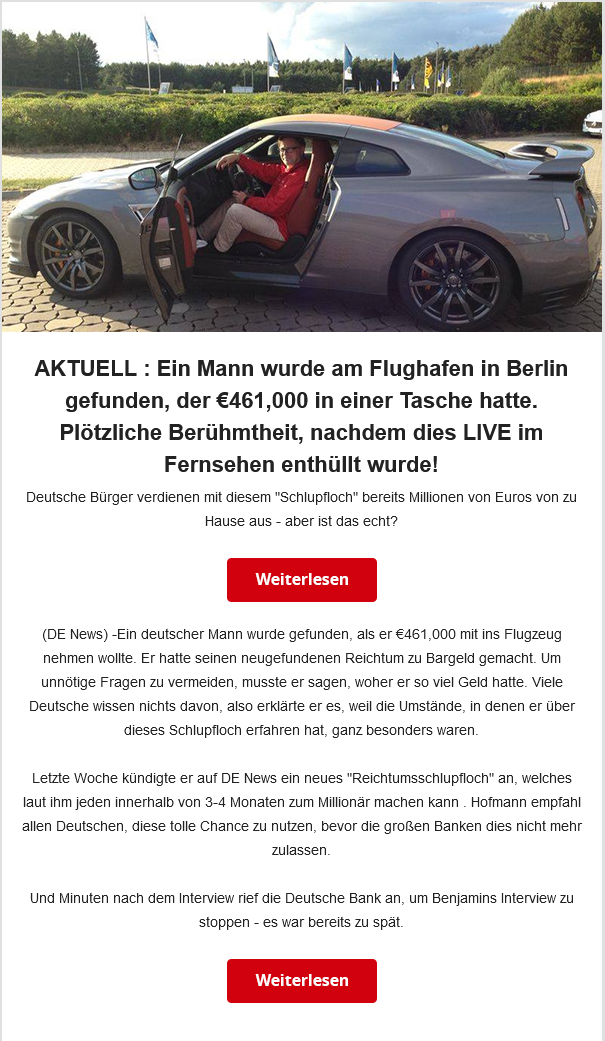 AKTUELL : Ein Mann wurde am Flughafen in Berlin
gefunden, der €461,000 in einer Tasche hatte.
Plötzliche Berühmtheit, nachdem dies LIVE im
Fernsehen enthüllt wurde!
Deutsche Bürger verdienen mit diesem "Schlupfloch" bereits Millionen von Euros von zu
Hause aus - aber ist das echt?
Weiterlesen
(DE News) -Ein deutscher Mann wurde gefunden, als er €461,000 mit ins Flugzeug
nehmen wollte. Er hatte seinen neugefundenen Reichtum zu Bargeld gemacht. Um
unnötige Fragen zu vermeiden, musste er sagen, woher er so viel Geld hatte. Viele
Deutsche wissen nichts davon, also erklärte er es, weil die Umstände, in denen er über
dieses Schlupfloch erfahren hat, ganz besonders waren.
Letzte Woche kündigte er auf DE News ein neues "Reichtumsschlupfloch" an, welches
laut ihm jeden innerhalb von 3-4 Monaten zum Millionär machen kann . Hofmann empfahl
allen Deutschen, diese tolle Chance zu nutzen, bevor die großen Banken dies nicht mehr
zulassen.
Und Minuten nach dem Interview rief die Deutsche Bank an, um Benjamins Interview zu
stoppen - es war bereits zu spät.
Weiterlesen